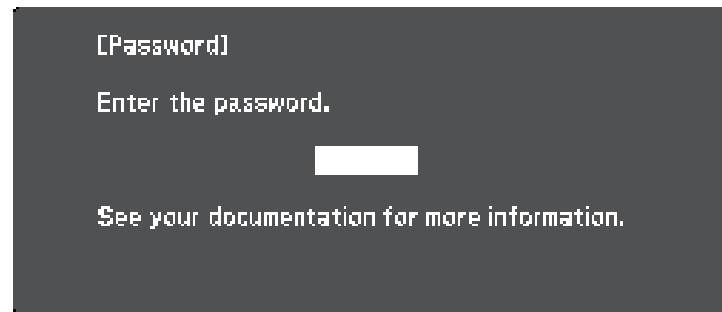 [Password]
Enter the password.
See your documentation for more information.